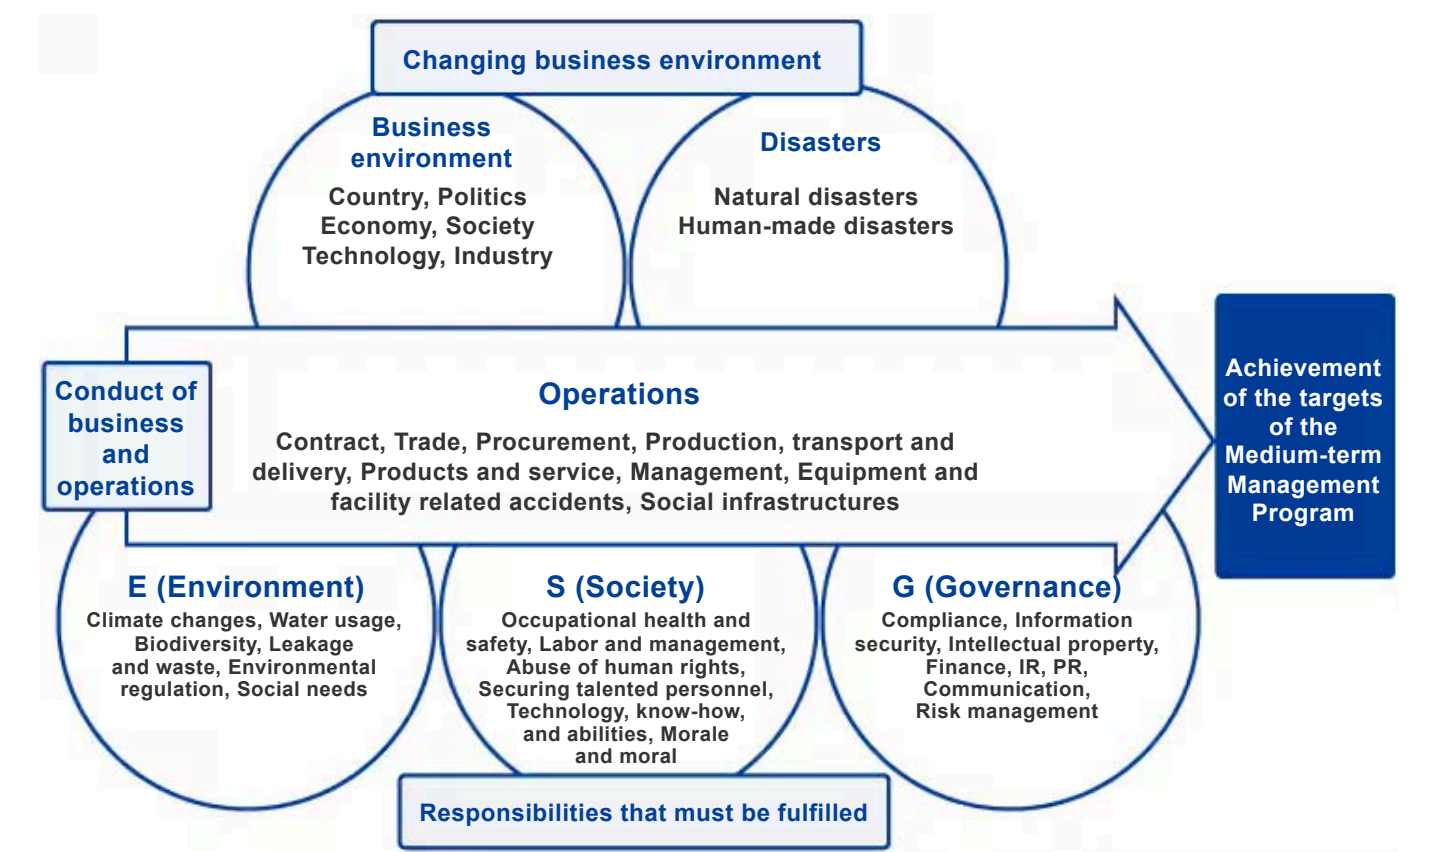 Changing business environment
Business
environment
Country, Politics
Economy, Society
Technology, Industry
Disasters
Natural disasters
Human-made disasters
Conduct of
business
and
operations
Operations
Contract, Trade, Procurement, Production, transport and
delivery, Products and service, Management, Equipment and
facility related accidents, Social infrastructures
Achievement
of the targets
of the
Medium-term
Management
Program
E (Environment)
Climate changes, Water usage,
Biodiversity, Leakage
and waste, Environmental
regulation, Social needs
S (Society)
Occupational health and
safety, Labor and management,
Abuse of human rights,
Securing talented personnel,
Technology, know-how,
and abilities, Morale
and moral
G (Governance)
Compliance, Information
security, Intellectual property,
Finance, IR, PR,
Communication,
Risk management
Responsibilities that must be fulfilled